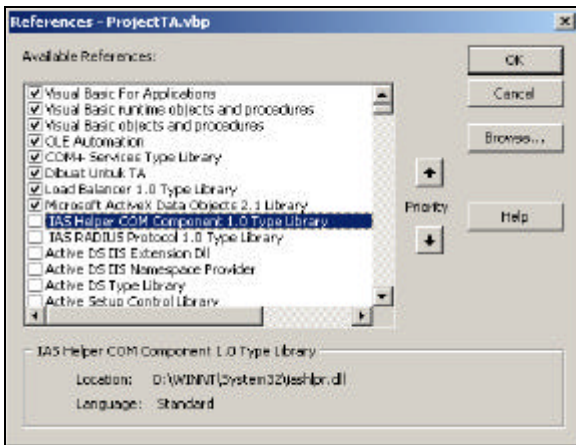 References - ProjectTA.vbp
Available References:
OK
Cancel
Browse...
Visual Basic For Applications
Visual Basic runtime objects and procedures
Visual Basic objects and procedures
OLE Automation
COM+ Services Type Library
Dibuat Untuk TA
Load Balancer 1.0 Type Library
Microsoft ActiveX Data Objects 2.1 Library
IAS Helper COM Component 1.0 Type Library
IAS RADIUS Protocol 1.0 Type Library
Active DS IIS Extension Dll
Active DS IIS Namespace Provider
Active DS Type Library
Active Setup Control Library
Priority
Help
IAS Helper COM Component 1.0 Type Library
Location: D:\WINNT\System32\iashlpr.dll
Language: Standard